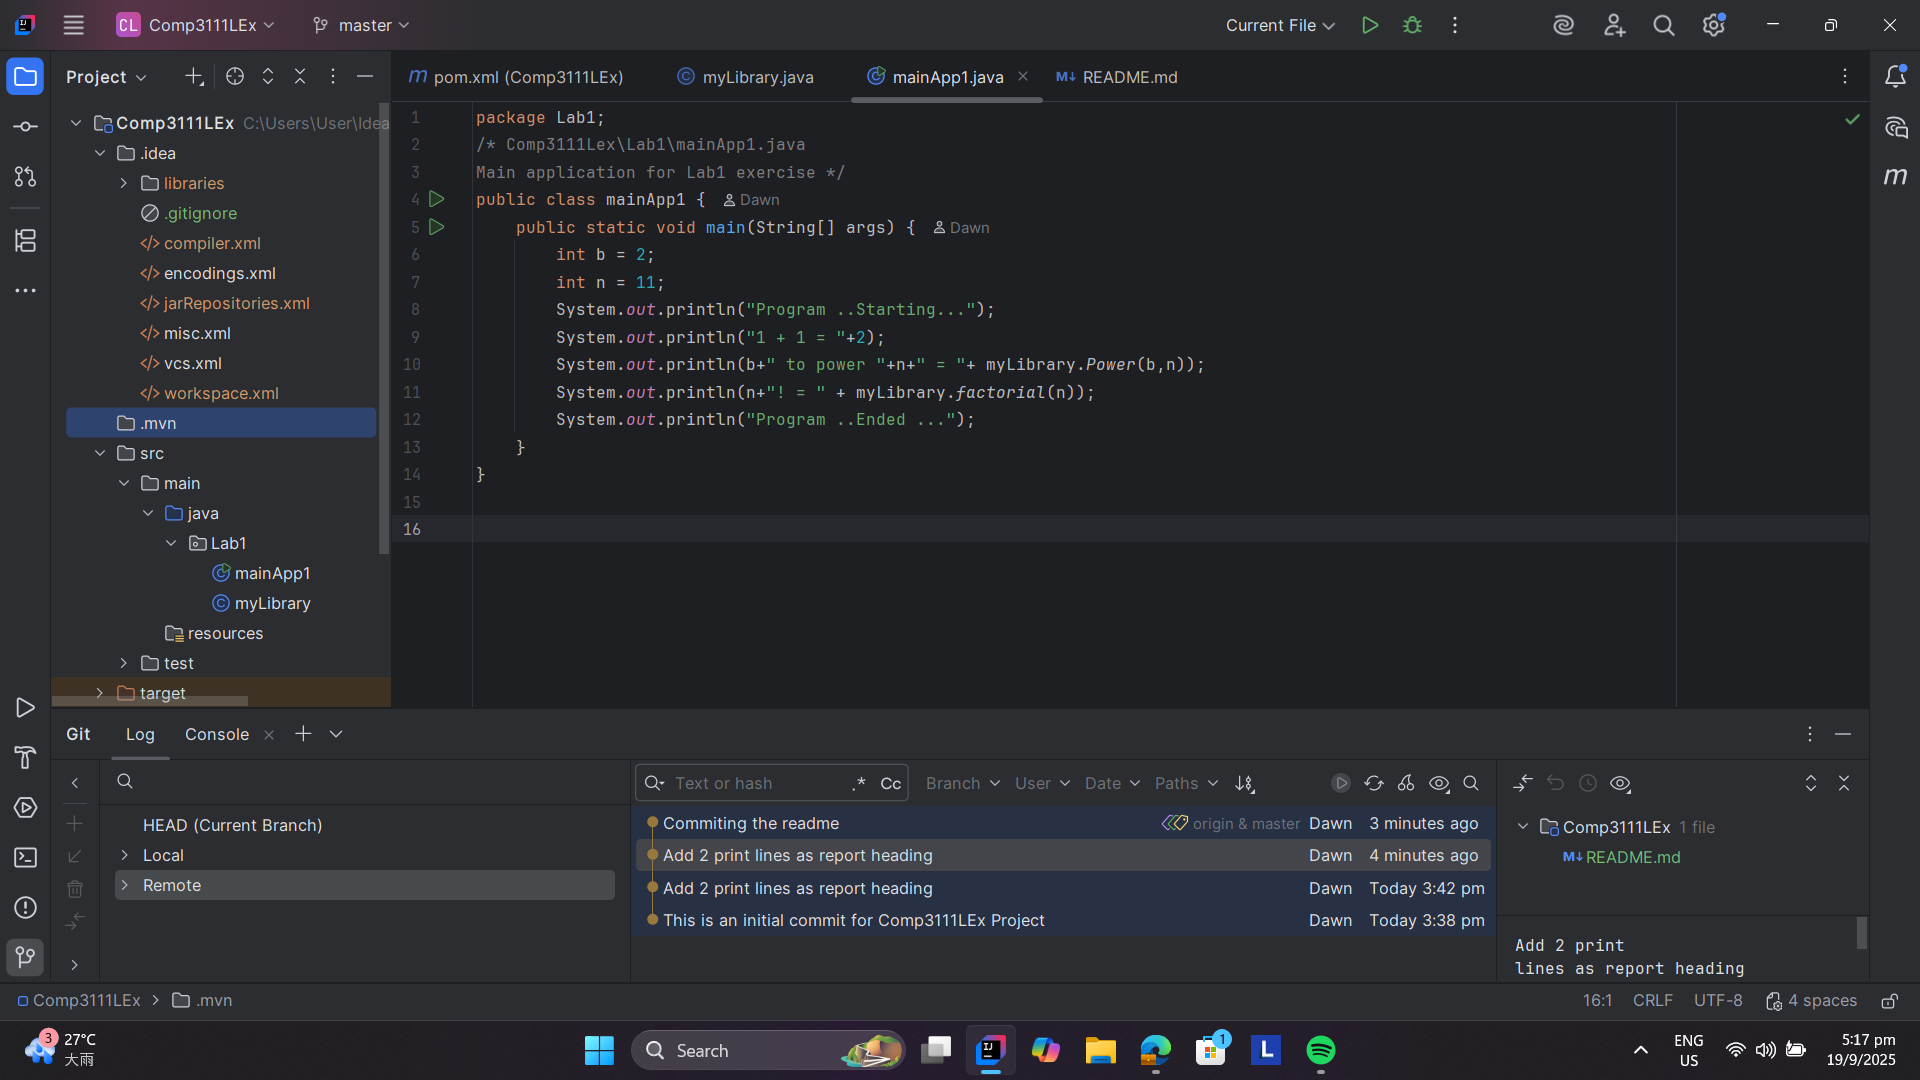 CL Comp3111LEx master Current File
Project
pom.xml (Comp3111LEx) myLibrary.java mainApp1.java README.md
Comp3111LEx C:\Users\User\Idea
.idea
libraries
.gitignore
compiler.xml
encodings.xml
jarRepositories.xml
misc.xml
vcs.xml
workspace.xml
.mvn
src
main
java
Lab1
mainApp1
myLibrary
resources
test
target
1 package Lab1;
2 /* Comp3111Lex\Lab1\mainApp1.java
3 Main application for Lab1 exercise */
4 public class mainApp1 { Dawn
5 public static void main(String[] args) { Dawn
6 int b = 2;
7 int n = 11;
8 System.out.println("Program ..Starting...");
9 System.out.println("1 + 1 = "+2);
10 System.out.println(b+" to power "+n+" = "+ myLibrary.Power(b,n));
11 System.out.println(n+"! = " + myLibrary.factorial(n));
12 System.out.println("Program ..Ended ...");
13 }
14 }
15
16
Git Log Console
Text or hash .* Cc Branch User Date Paths
HEAD (Current Branch)
Local
Remote
Commiting the readme origin & master Dawn 3 minutes ago
Add 2 print lines as report heading Dawn 4 minutes ago
Add 2 print lines as report heading Dawn Today 3:42 pm
This is an initial commit for Comp3111LEx Project Dawn Today 3:38 pm
Comp3111LEx 1 file
README.md
Add 2 print
lines as report heading
Comp3111LEx .mvn 16:1 CRLF UTF-8 4 spaces
3 27°C
大雨
Search
1
ENG
US
5:17 pm
19/9/2025